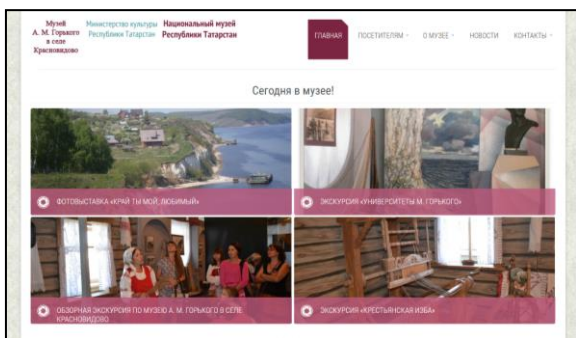 Музей
А. М. Горького
в селе
Красновидово
Министерство культуры
Республики Татарстан
Национальный музей
Республики Татарстан
ГЛАВНАЯ ПОСЕТИТЕЛЯМ О МУЗЕЕ НОВОСТИ КОНТАКТЫ
Сегодня в музее!
ФОТОВЫСТАВКА «КРАЙ ТЫ МОЙ, ЛЮБИМЫЙ»
ЭКСКУРСИЯ «УНИВЕРСИТЕТЫ М. ГОРЬКОГО»
ОБЗОРНАЯ ЭКСКУРСИЯ ПО МУЗЕЮ А. М. ГОРЬКОГО В СЕЛЕ
КРАСНОВИДОВО
ЭКСКУРСИЯ «КРЕСТЬЯНСКАЯ ИЗБА»